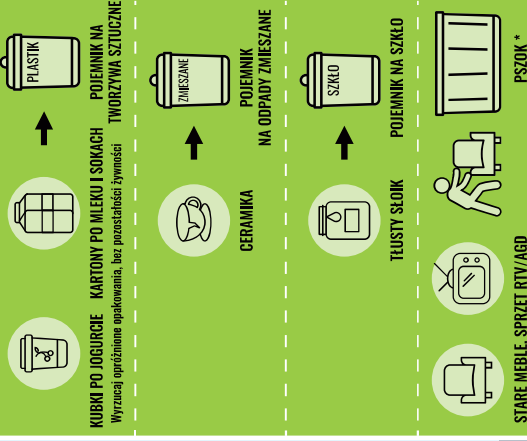 KUBKI PO JOGURCIE
KARTONY PO MLEKU I SOKACH
Wyrzucaj opróżnione opakowania, bez pozostałości żywności
PLASTIK
POJEMNIK NA
TWORZYWA SZTUCZNE
CERAMIKA
ZMIESZANE
POJEMNIK
NA ODPADY ZMIESZANE
TŁUSTY SŁOIK
SZKŁO
POJEMNIK NA SZKŁO
STARE MEBLE, SPRZĘT RTV/AGD
PSZOK *